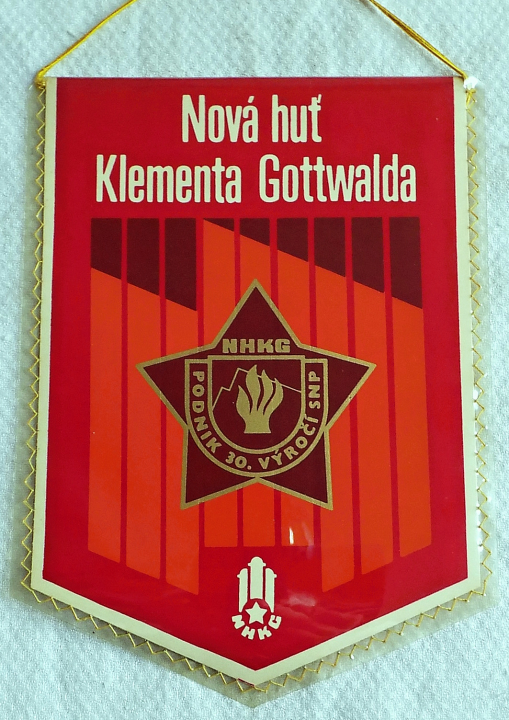 Nová huť
Klementa Gottwalda
NHKG
PODNIK 30. VÝROČÍ SNP
NHKG